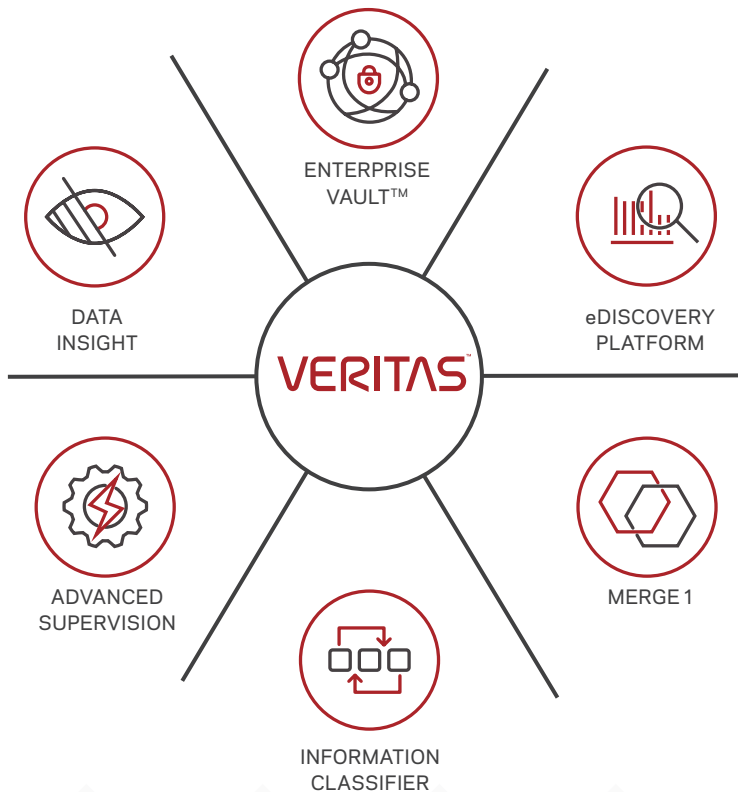 ENTERPRISE
VAULT™
DATA
INSIGHT
eDISCOVERY
PLATFORM
VERITAS™
ADVANCED
SUPERVISION
MERGE 1
INFORMATION
CLASSIFIER